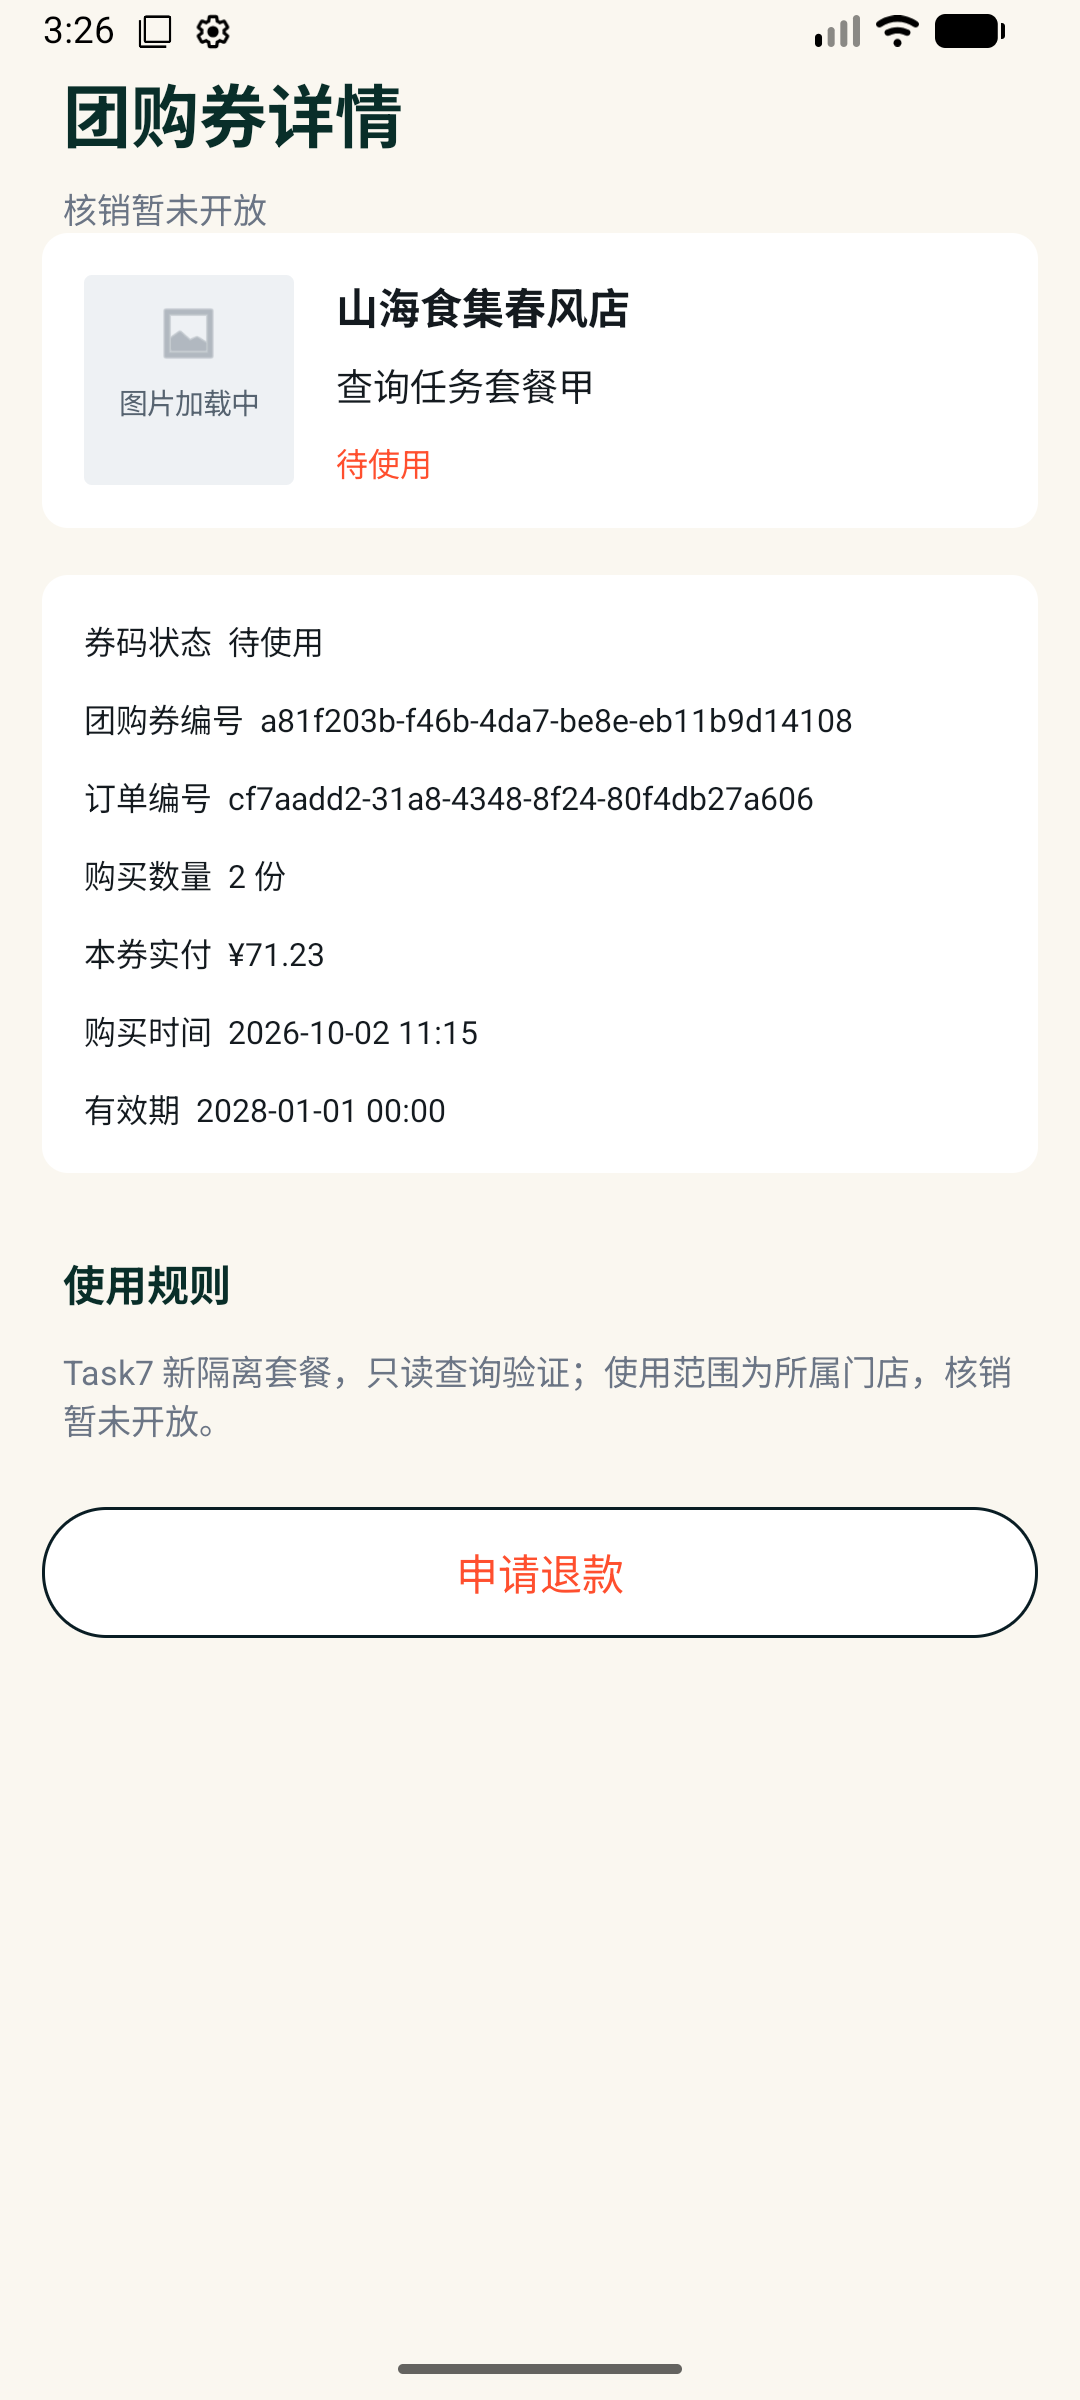 3:26
团购券详情
核销暂未开放
图片加载中
山海食集春风店
查询任务套餐甲
待使用
券码状态 待使用
团购券编号 a81f203b-f46b-4da7-be8e-eb11b9d14108
订单编号 cf7aadd2-31a8-4348-8f24-80f4db27a606
购买数量 2 份
本券实付 ¥71.23
购买时间 2026-10-02 11:15
有效期 2028-01-01 00:00
使用规则
Task7 新隔离套餐，只读查询验证；使用范围为所属门店，核销
暂未开放。
申请退款